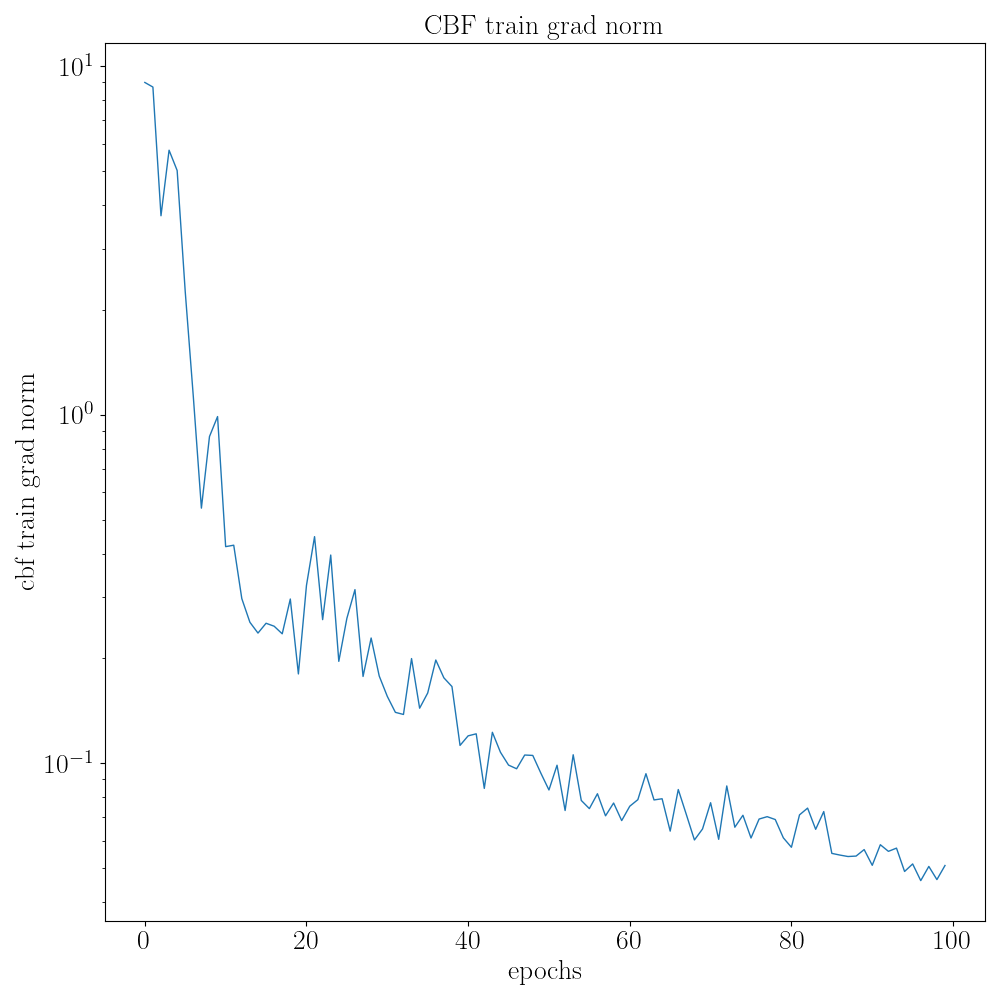 CBF train grad norm
cbf train grad norm
10^1
10^0
10^-1
0 20 40 60 80 100
epochs